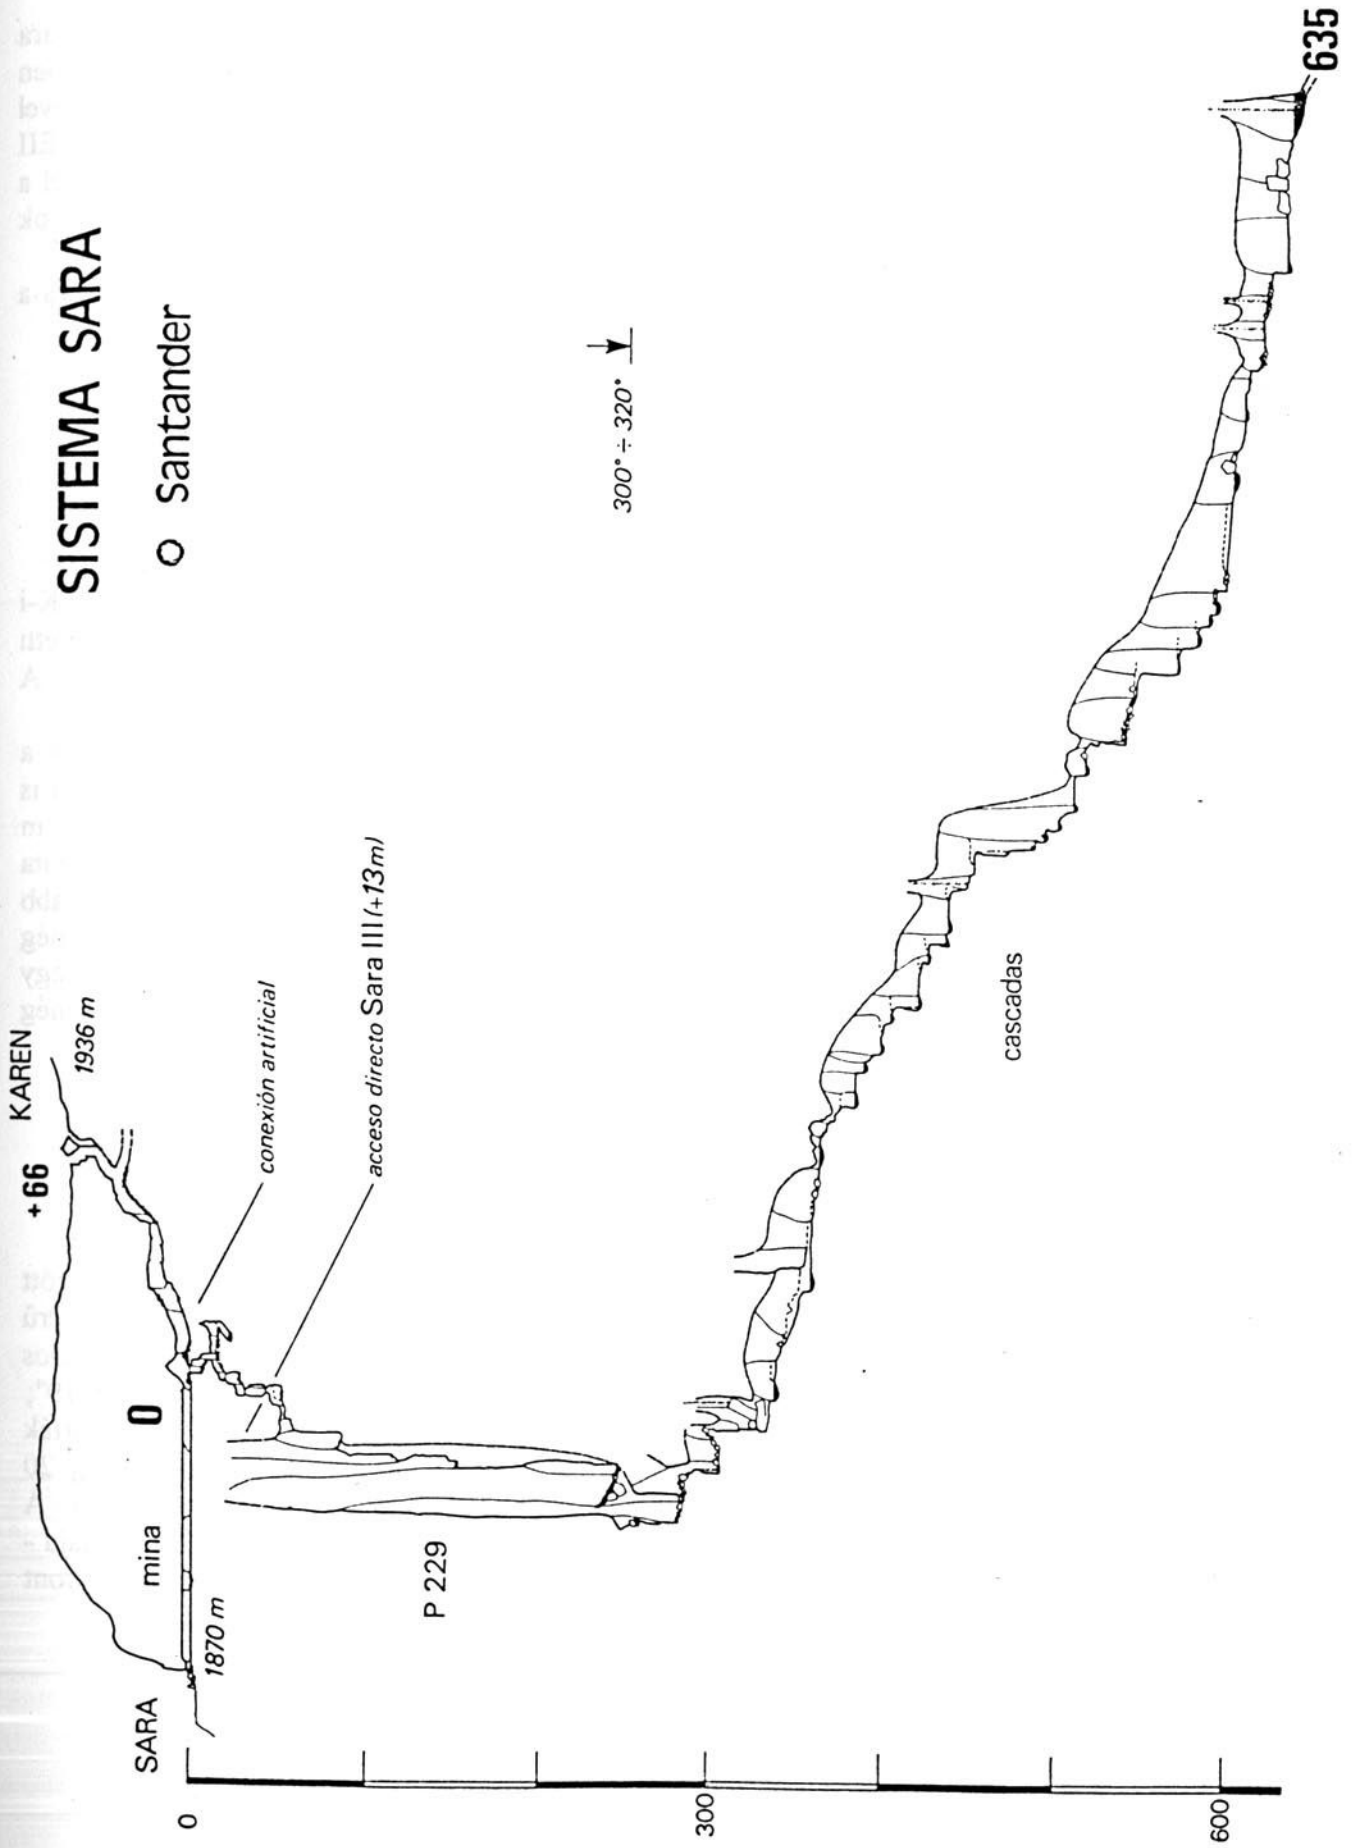 SISTEMA SARA
O Santander
KAREN
+66
1936 m
conexión artificial
acceso directo Sara III (+13m)
300° ÷ 320°
0
mina
SARA
1870 m
P 229
cascadas
635
0
300
600